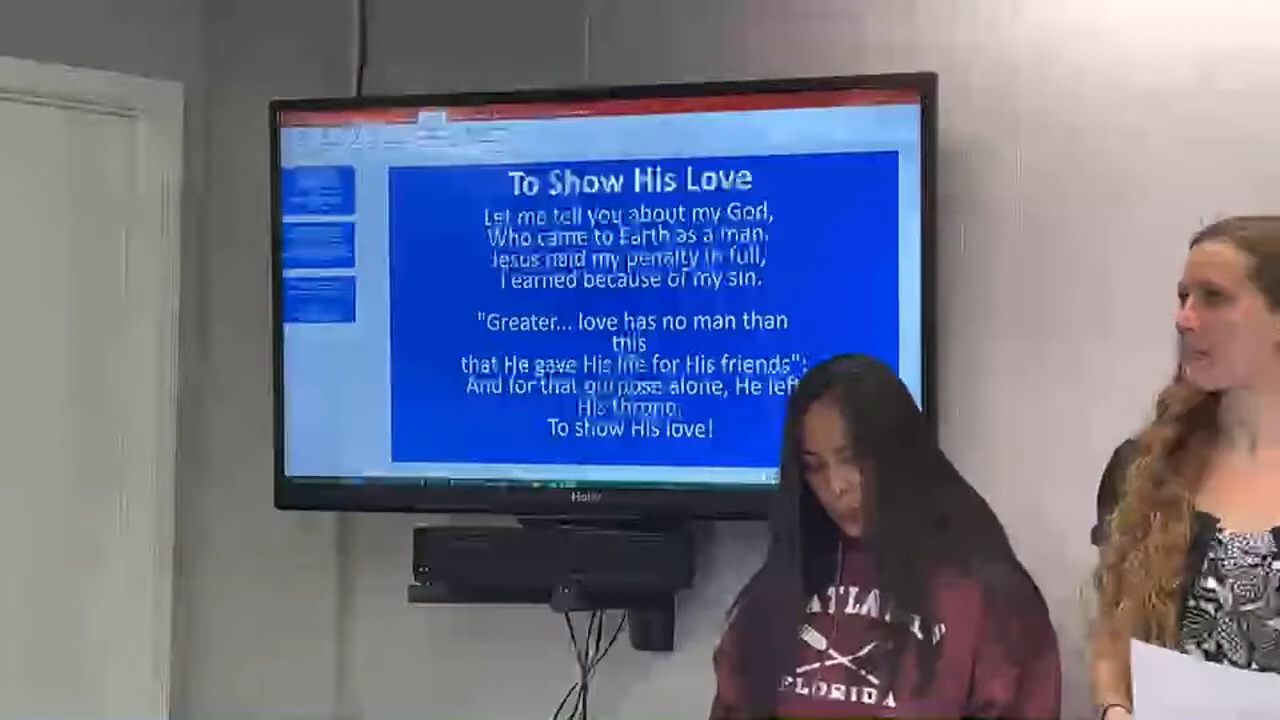 To Show His Love
Let me tell you about my God,
Who came to Earth as a man.
Jesus paid my penalty in full,
I earned because of my sin.
"Greater... love has no man than
this
that He gave His life for His friends":
And for that purpose alone, He left
His throne,
To show His love!
Haier
FLORIDA